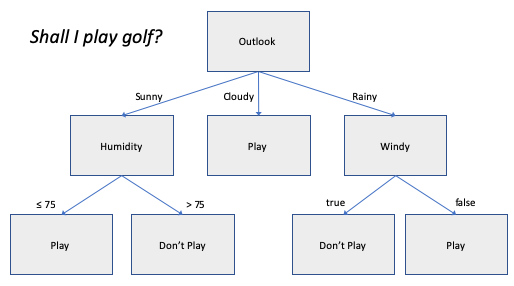 Shall I play golf?
Outlook
Sunny
Cloudy
Rainy
Humidity
Play
Windy
≤ 75
> 75
true
false
Play
Don't Play
Don't Play
Play